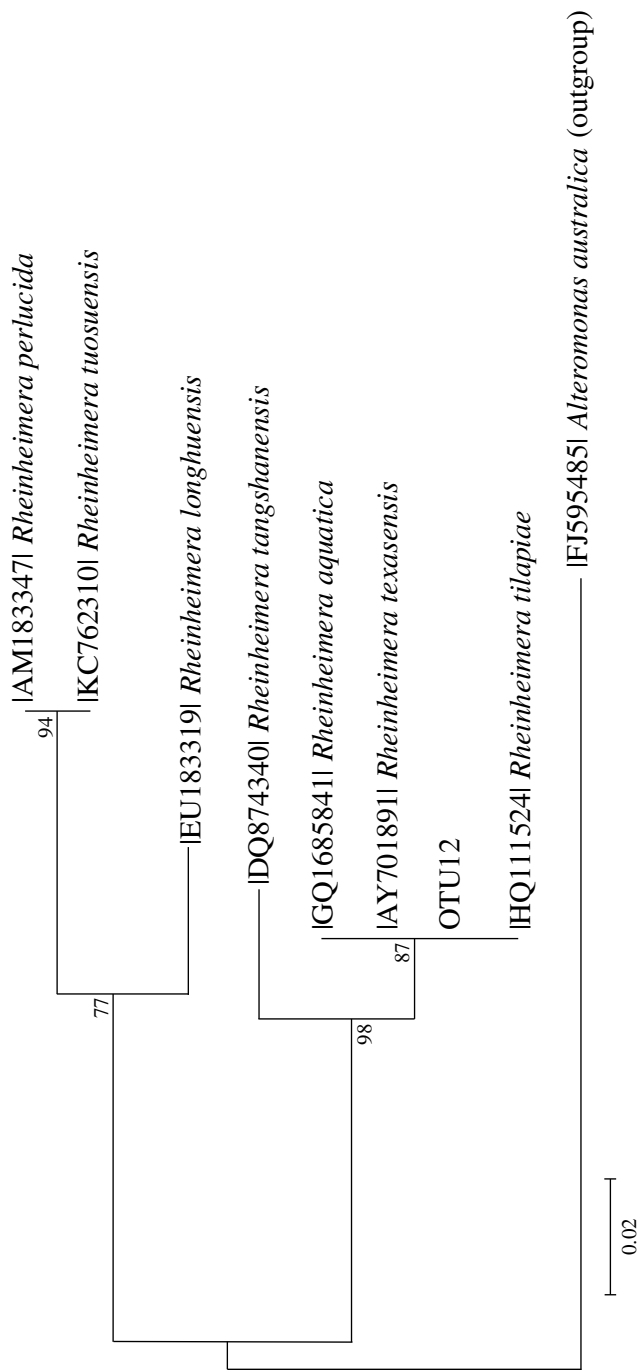 |AM183347| Rheinheimera perlucida
94
|KC762310| Rheinheimera tuosuensis
77
|EU183319| Rheinheimera longhuensis
|DQ874340| Rheinheimera tangshanensis
98
|GQ1685841| Rheinheimera aquatica
|AY701891| Rheinheimera texasensis
87
OTU12
|HQ111524| Rheinheimera tilapiae
|FJ595485| Alteromonas australica (outgroup)
0.02